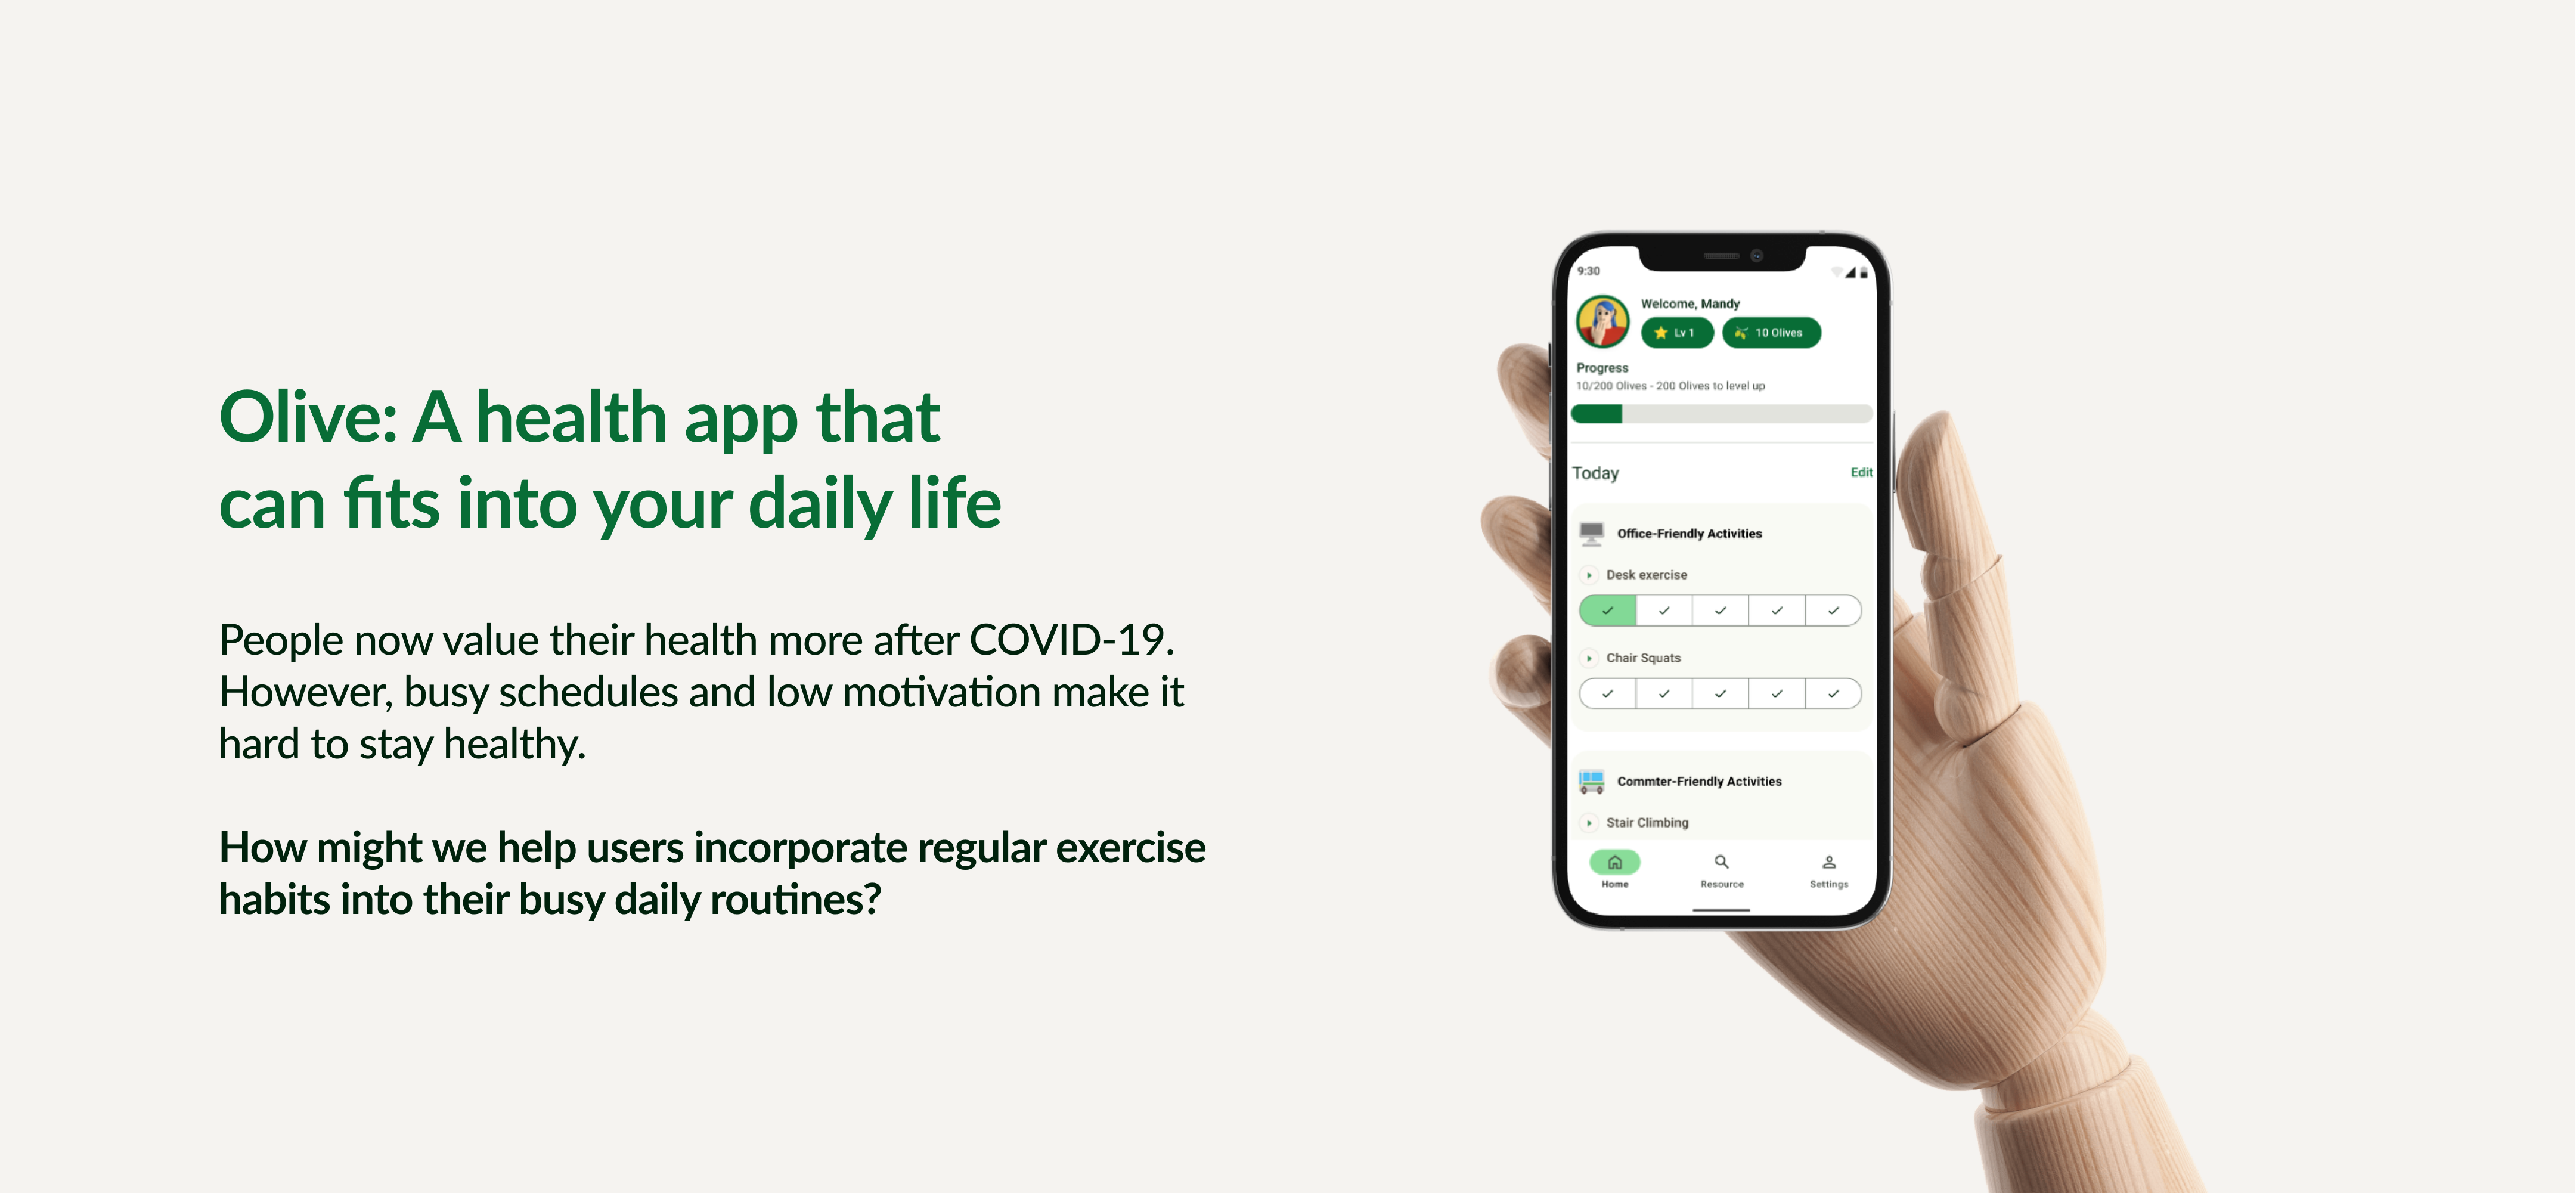 Olive: A health app that
can fits into your daily life
People now value their health more after COVID-19.
However, busy schedules and low motivation make it
hard to stay healthy.
How might we help users incorporate regular exercise
habits into their busy daily routines?
9:30
Welcome, Mandy
Lv 1
10 Olives
Progress
10/200 Olives - 200 Olives to level up
Today
Edit
Office-Friendly Activities
Desk exercise
Chair Squats
Commter-Friendly Activities
Stair Climbing
Home
Resource
Settings